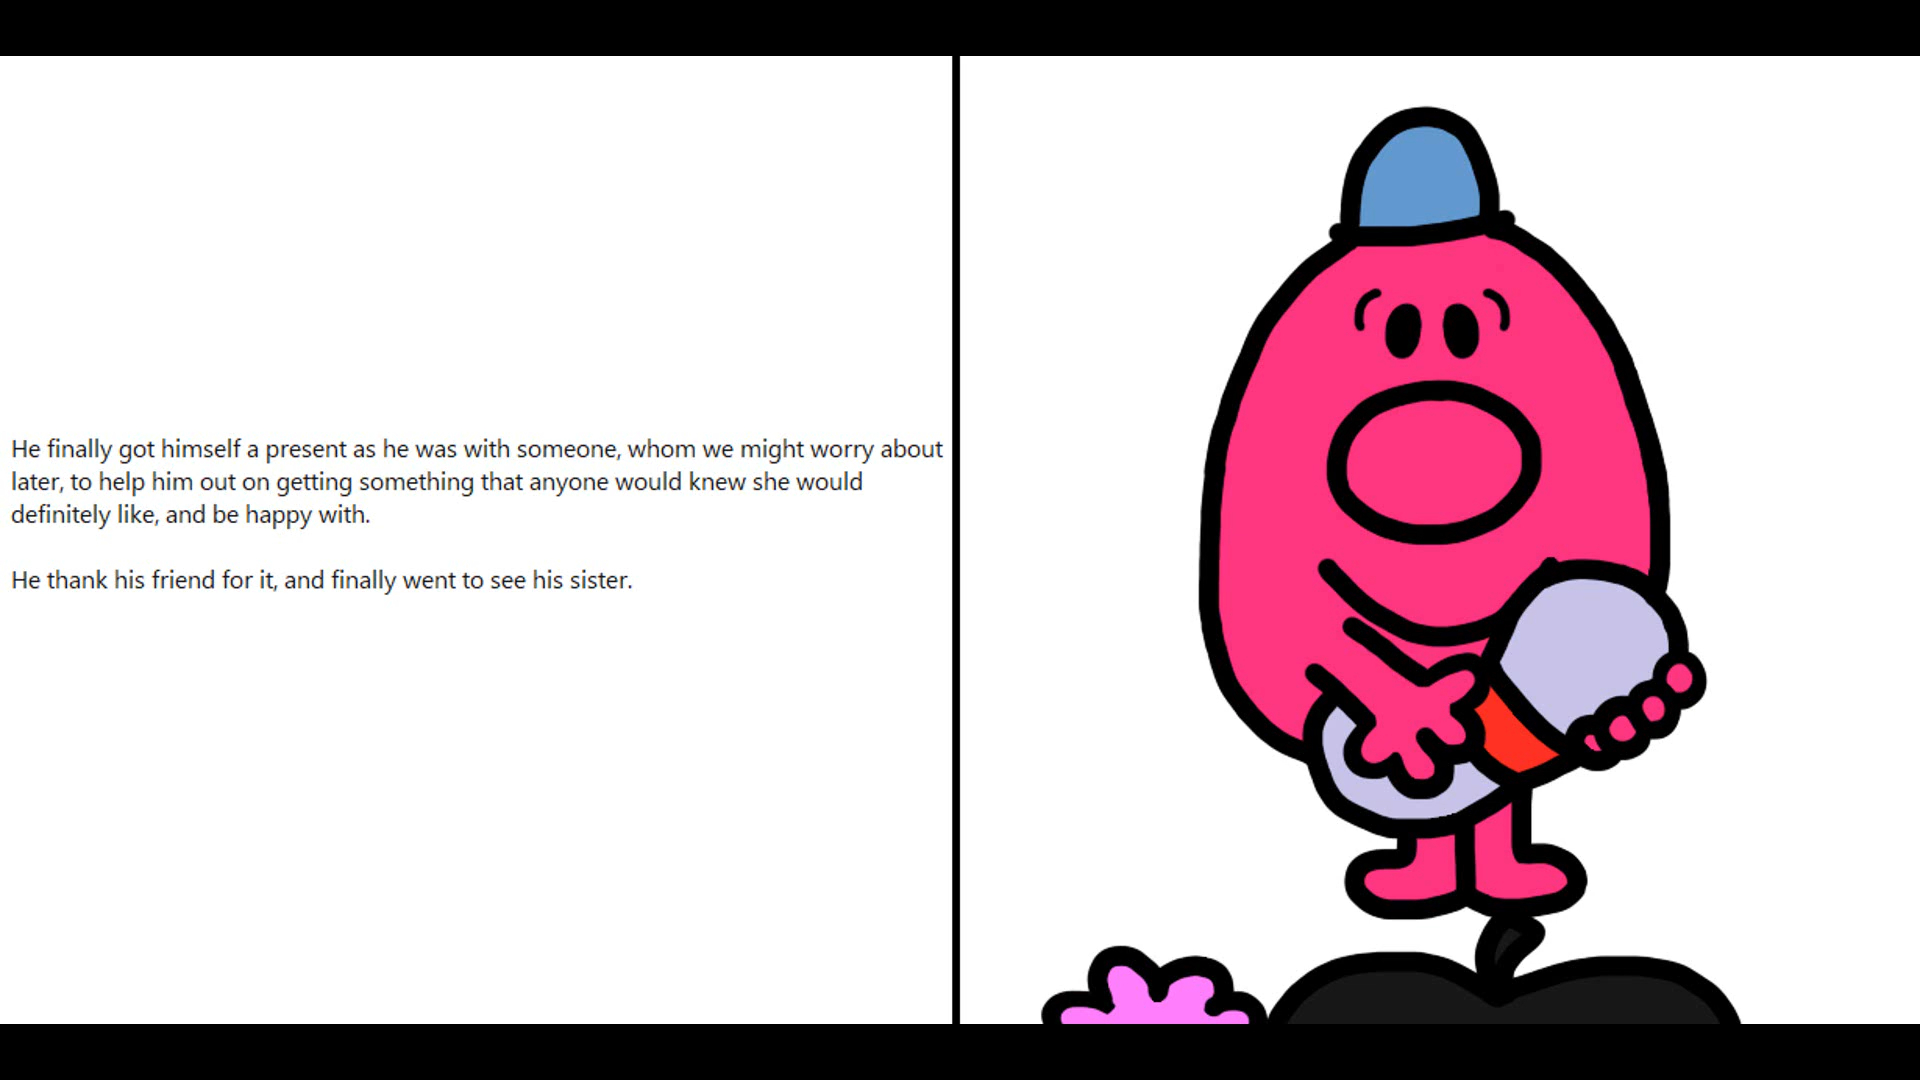 He finally got himself a present as he was with someone, whom we might worry about
later, to help him out on getting something that anyone would knew she would
definitely like, and be happy with.
He thank his friend for it, and finally went to see his sister.